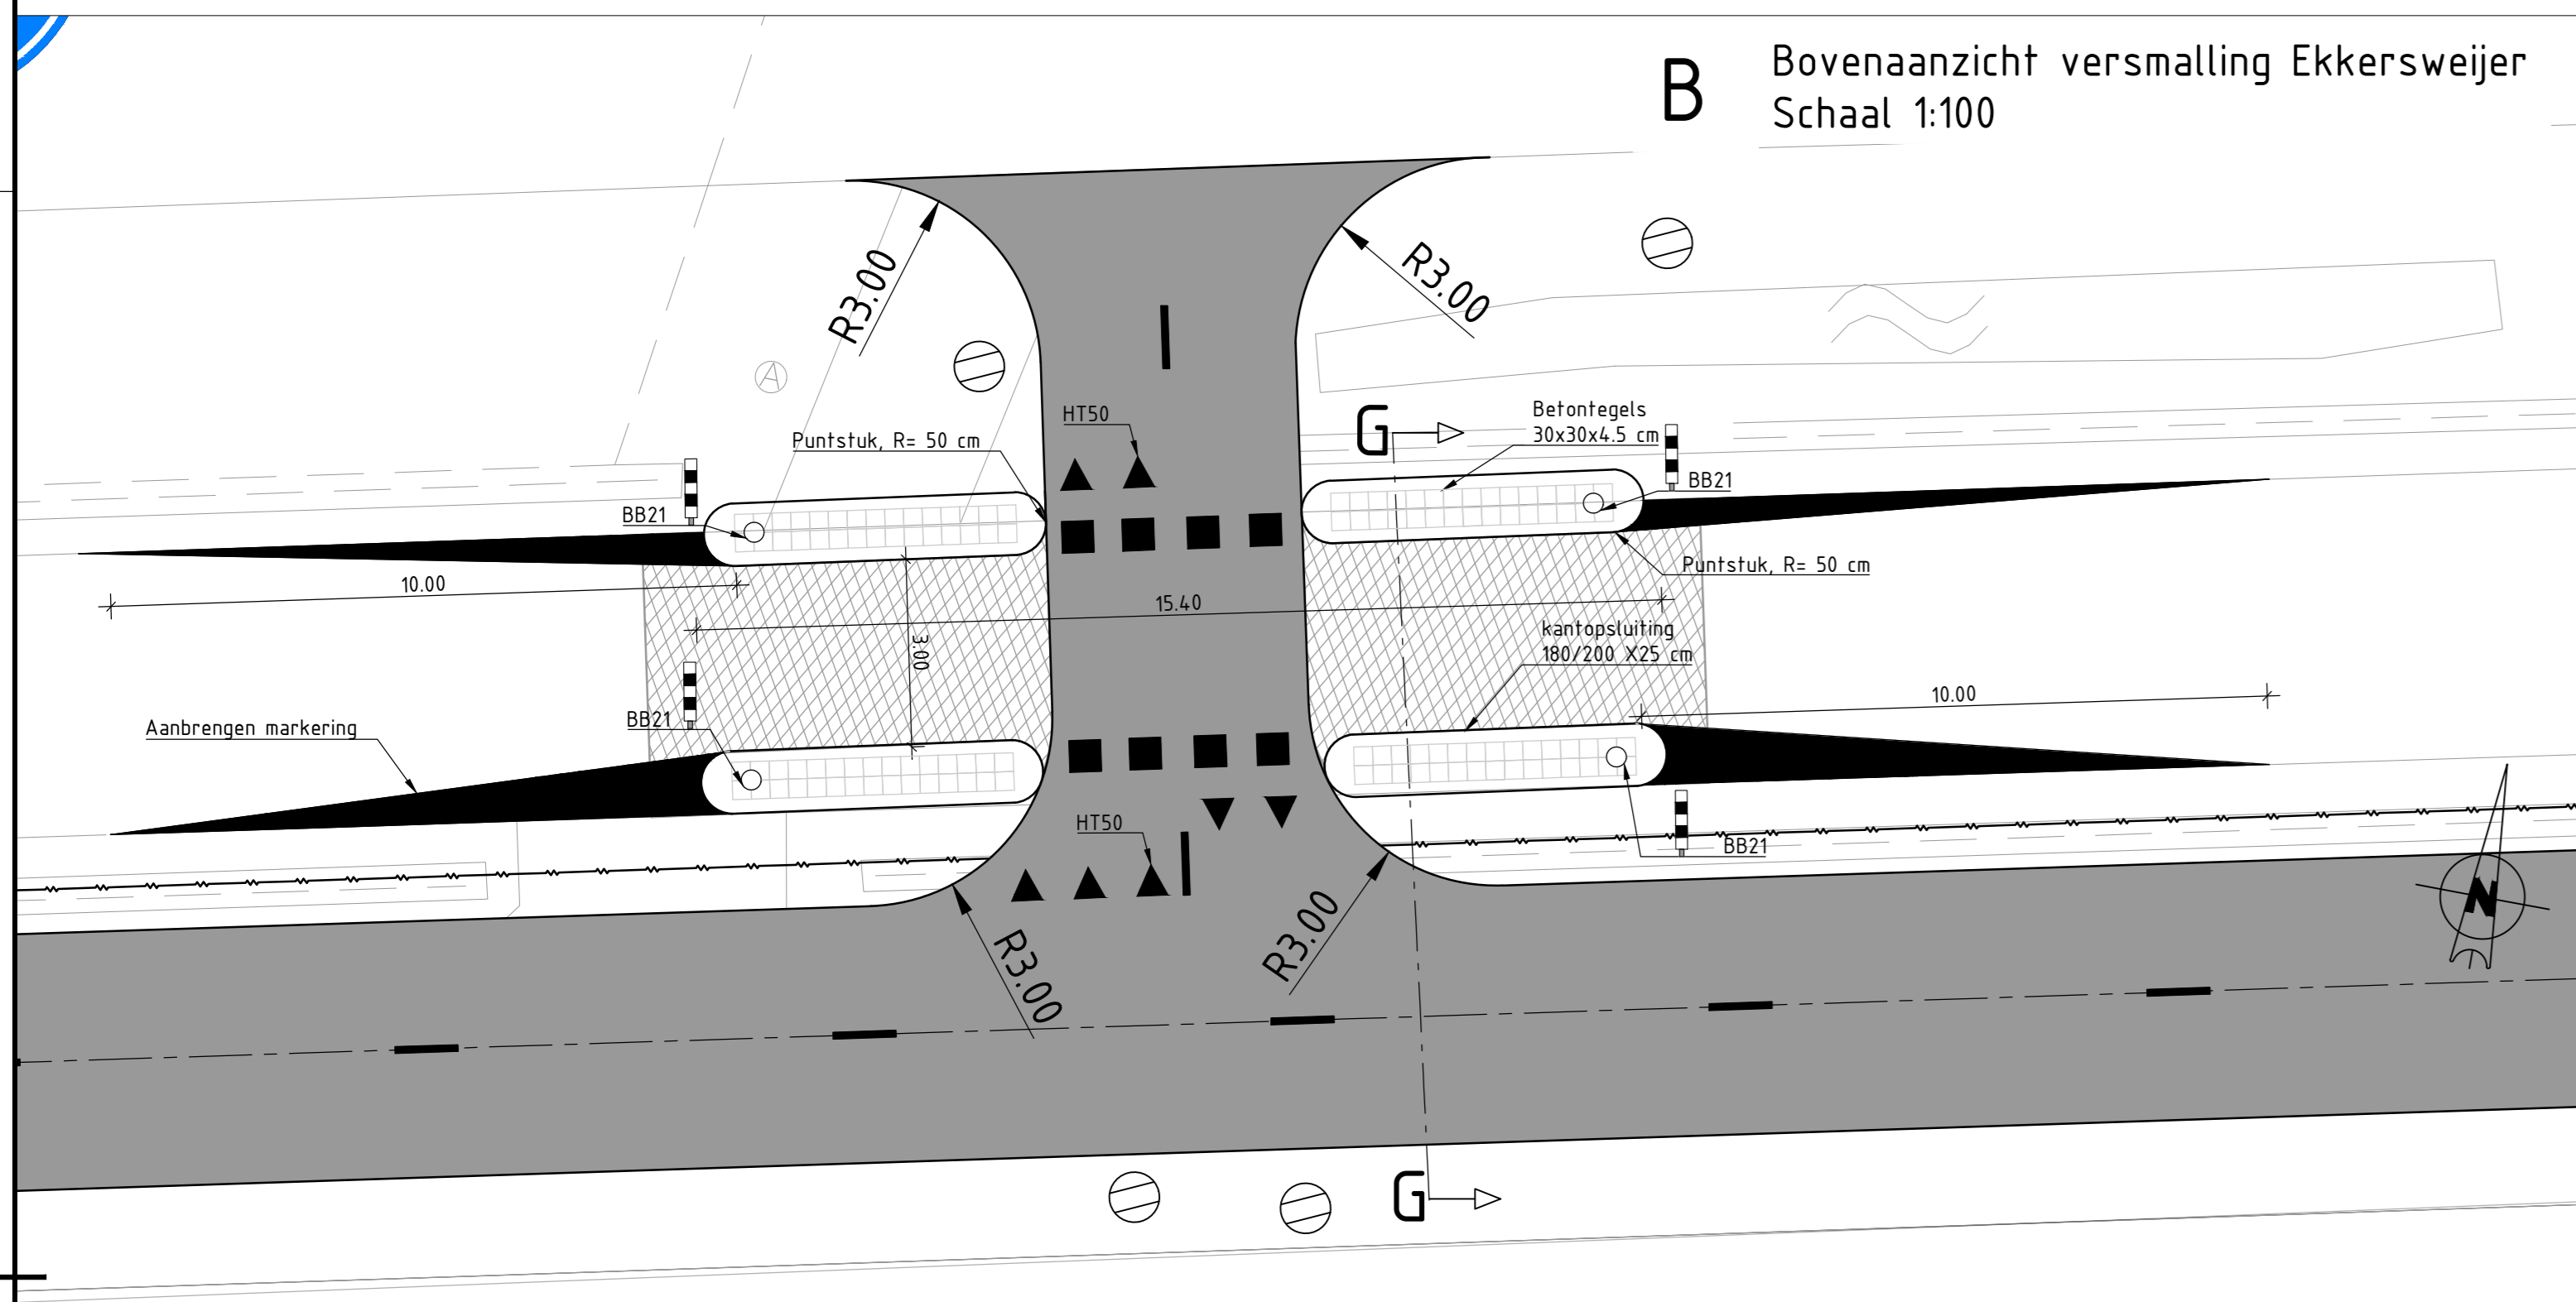 B
Bovenaanzicht versmalling Ekkersweijer
Schaal 1:100
R3.00
R3.00
A
HT50
Puntstuk, R= 50 cm
G
Betontegels
30x30x4.5 cm
BB21
BB21
Puntstuk, R= 50 cm
10.00
15.40
3.00
kantopsluiting
180/200 X25 cm
10.00
BB21
Aanbrengen markering
HT50
BB21
N
R3.00
R3.00
G